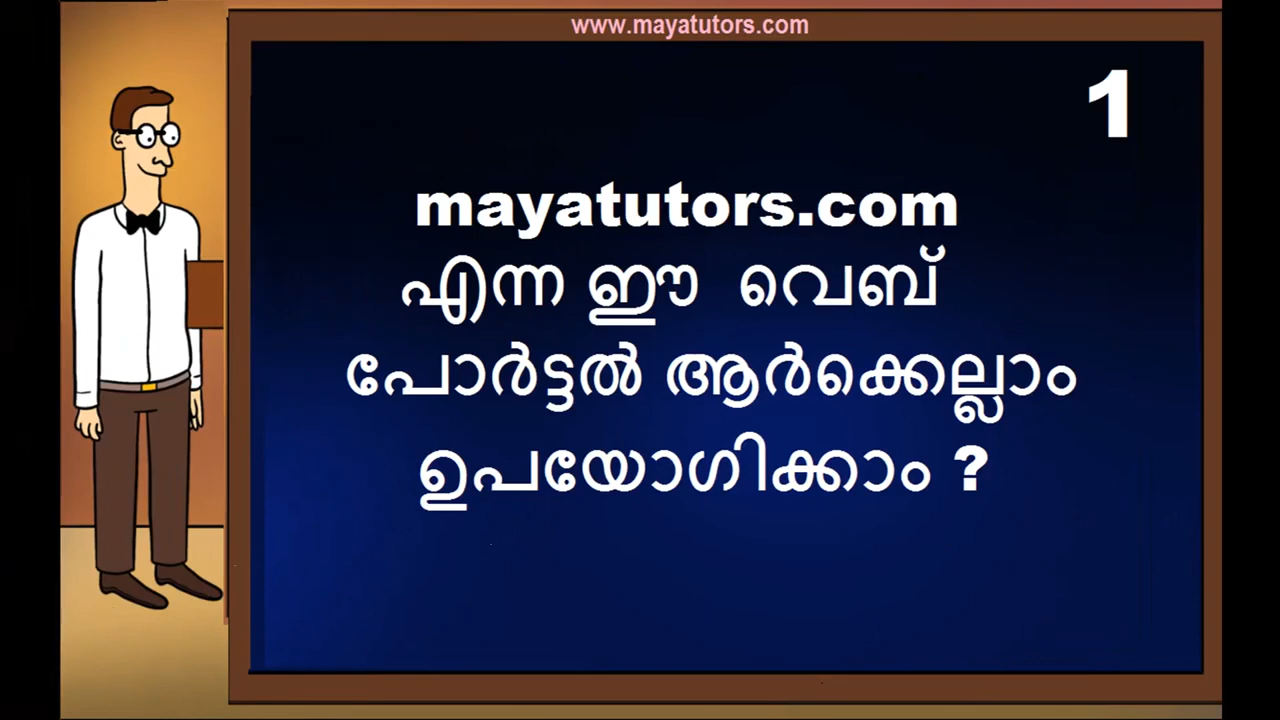 www.mayatutors.com
1
mayatutors.com
എന്ന ഈ വെബ്
പോർട്ടൽ ആർക്കെല്ലാം
ഉപയോഗിക്കാം ?